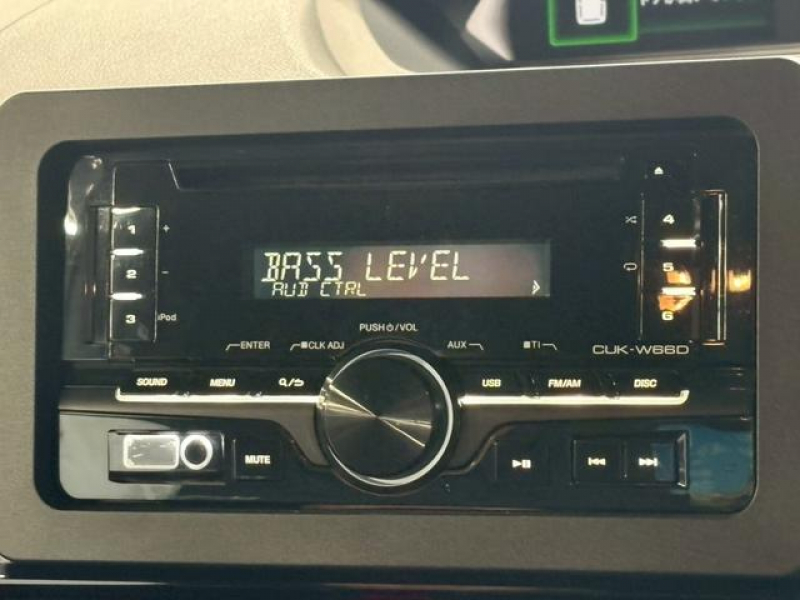 1 +
2 -
3 iPod
4
5
6
BASS LEVEL
AUD CTRL
PUSH /VOL
ENTER
CLK ADJ
AUX
TI
CUK-W66D
SOUND
MENU
USB
FM/AM
DISC
MUTE